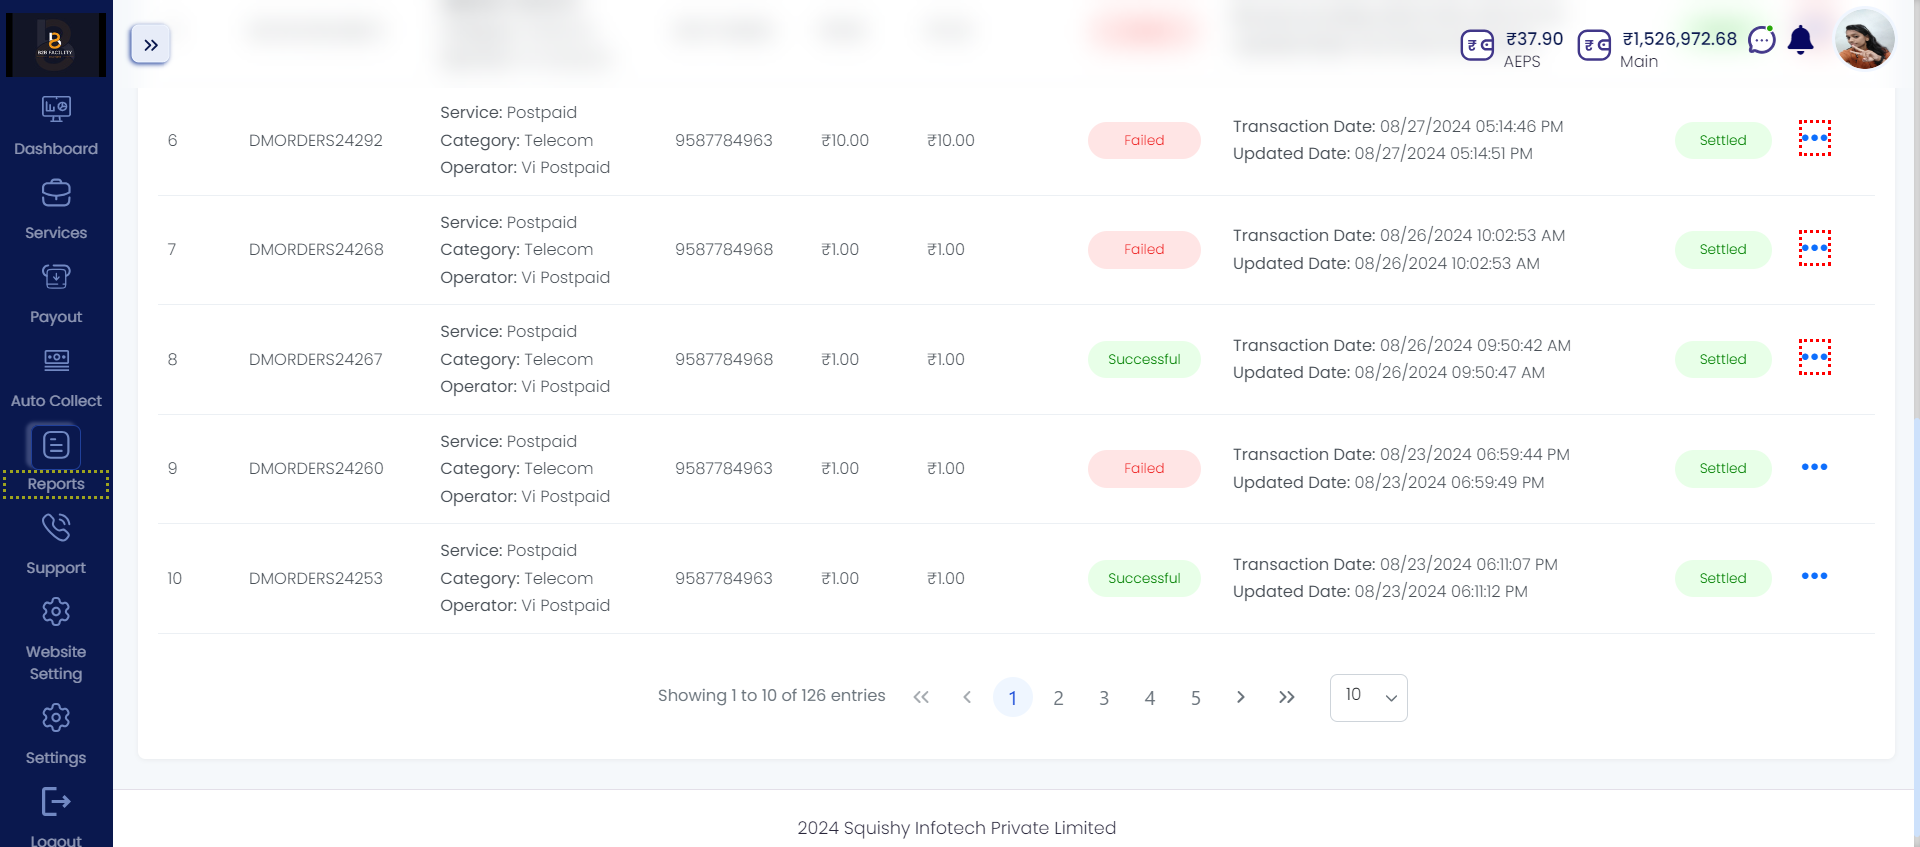 B2B FACILITY
₹37.90
AEPS
₹1,526,972.68
Main
Dashboard
Services
Payout
Auto Collect
Reports
Support
Website
Setting
Settings
Logout
6 DMORDERS24292 Service: Postpaid Category: Telecom Operator: Vi Postpaid 9587784963 ₹10.00 ₹10.00 Failed Transaction Date: 08/27/2024 05:14:46 PM Updated Date: 08/27/2024 05:14:51 PM Settled
7 DMORDERS24268 Service: Postpaid Category: Telecom Operator: Vi Postpaid 9587784968 ₹1.00 ₹1.00 Failed Transaction Date: 08/26/2024 10:02:53 AM Updated Date: 08/26/2024 10:02:53 AM Settled
8 DMORDERS24267 Service: Postpaid Category: Telecom Operator: Vi Postpaid 9587784968 ₹1.00 ₹1.00 Successful Transaction Date: 08/26/2024 09:50:42 AM Updated Date: 08/26/2024 09:50:47 AM Settled
9 DMORDERS24260 Service: Postpaid Category: Telecom Operator: Vi Postpaid 9587784963 ₹1.00 ₹1.00 Failed Transaction Date: 08/23/2024 06:59:44 PM Updated Date: 08/23/2024 06:59:49 PM Settled
10 DMORDERS24253 Service: Postpaid Category: Telecom Operator: Vi Postpaid 9587784963 ₹1.00 ₹1.00 Successful Transaction Date: 08/23/2024 06:11:07 PM Updated Date: 08/23/2024 06:11:12 PM Settled
Showing 1 to 10 of 126 entries 1 2 3 4 5 10
2024 Squishy Infotech Private Limited